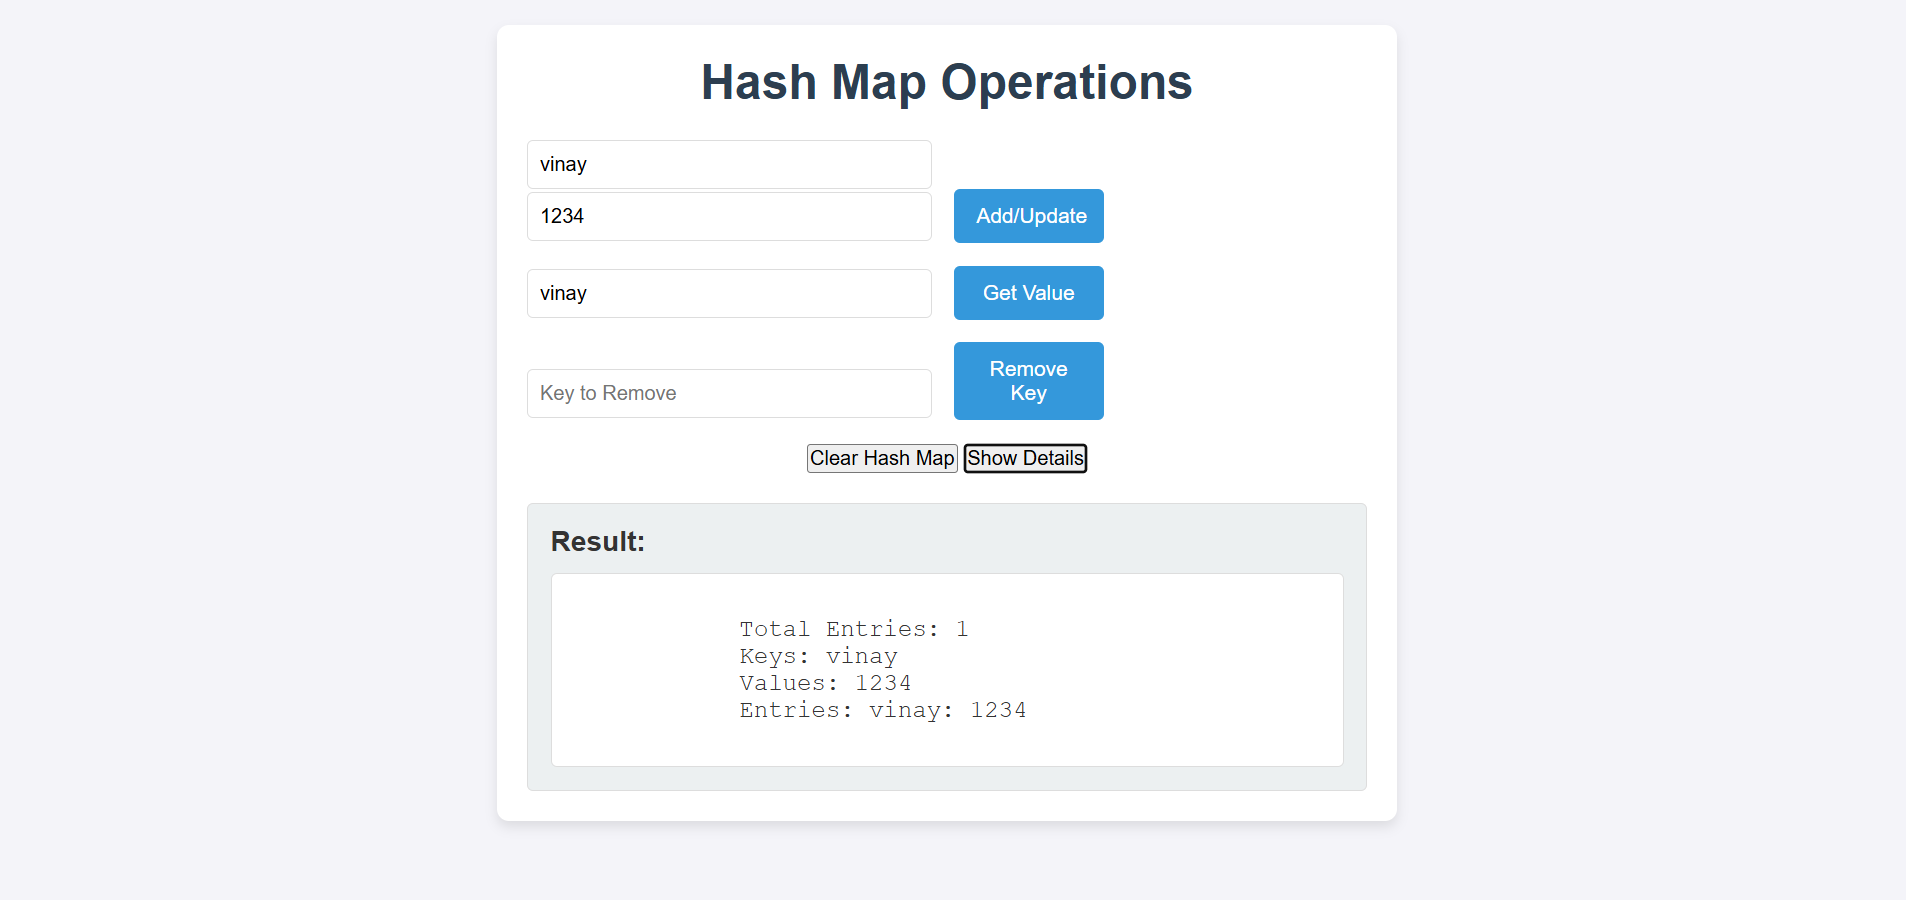 Hash Map Operations
vinay
1234
Add/Update
vinay
Get Value
Key to Remove
Remove
Key
Clear Hash Map
Show Details
Result:
Total Entries: 1
Keys: vinay
Values: 1234
Entries: vinay: 1234